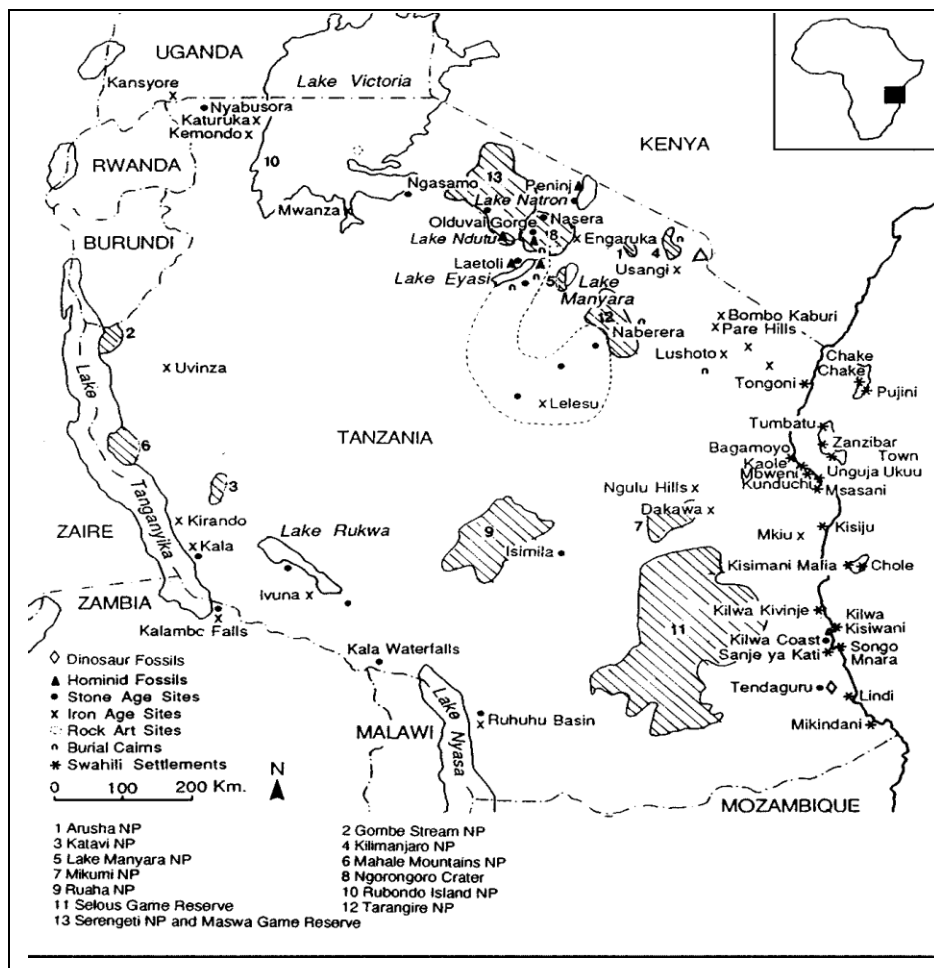 UGANDA
Lake Victoria
Kansyore
Nyabusora
Katuruka
Kemondo
KENYA
RWANDA
10
13
Ngasamo
Peninj
Lake Natron
Mwanza
Nasera
Olduvai Gorge
8
BURUNDI
Lake Ndutu
Engaruka
1
4
Laetoli
Usangi
Lake Eyasi
5
Lake
Manyara
12
2
Naberera
Bombo Kaburi
Pare Hills
Lushoto
Uvinza
Chake
Chake
Tongoni
Pujini
Lelesu
Lake
Tanganyika
TANZANIA
Tumbatu
Zanzibar
Town
Bagamoyo
6
Kaole
Mbweni
Unguja Ukuu
Kunduchi
Msasani
3
Ngulu Hills
Dakawa
7
ZAIRE
Kirando
Lake Rukwa
9
Kisiju
Mkiu
Kala
Isimila
Kisimani Mafia
Chole
ZAMBIA
Ivuna
Kilwa Kivinje
Kalambo Falls
Kilwa
Kisiwani
11
Kilwa Coast
Kala Waterfalls
Sanje ya Kati
Songo
Mnara
Tendaguru
Lindi
MALAWI
Lake Nyasa
Ruhuhu Basin
Mikindani
MOZAMBIQUE
Dinosaur Fossils
Hominid Fossils
Stone Age Sites
Iron Age Sites
Rock Art Sites
Burial Cairns
Swahili Settlements
N
0 100 200 Km.
1 Arusha NP
2 Gombe Stream NP
3 Katavi NP
4 Kilimanjaro NP
5 Lake Manyara NP
6 Mahale Mountains NP
7 Mikumi NP
8 Ngorongoro Crater
9 Ruaha NP
10 Rubondo Island NP
11 Selous Game Reserve
12 Tarangire NP
13 Serengeti NP and Maswa Game Reserve